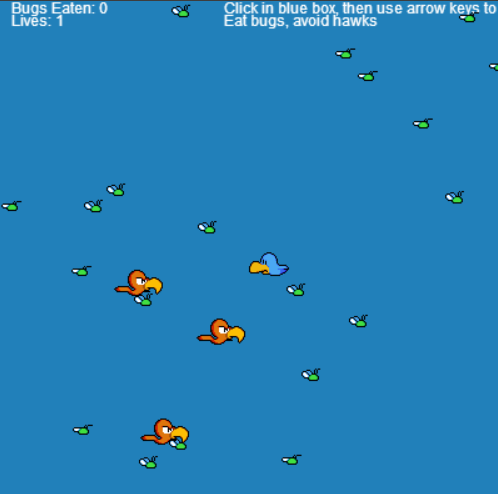 Bugs Eaten: 0
Lives: 1
Click in blue box, then use arrow keys to
Eat bugs, avoid hawks